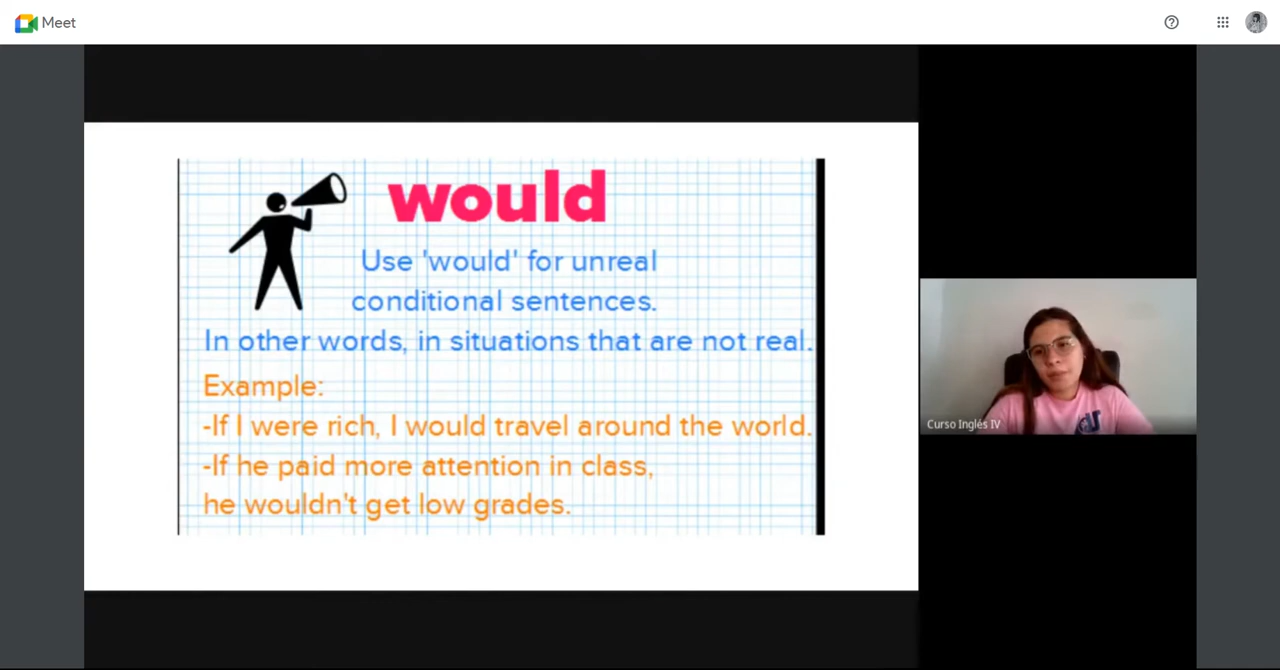 Meet
would
Use 'would' for unreal
conditional sentences.
In other words, in situations that are not real.
Example:
-If I were rich, I would travel around the world.
-If he paid more attention in class,
he wouldn't get low grades.
Curso Inglés IV